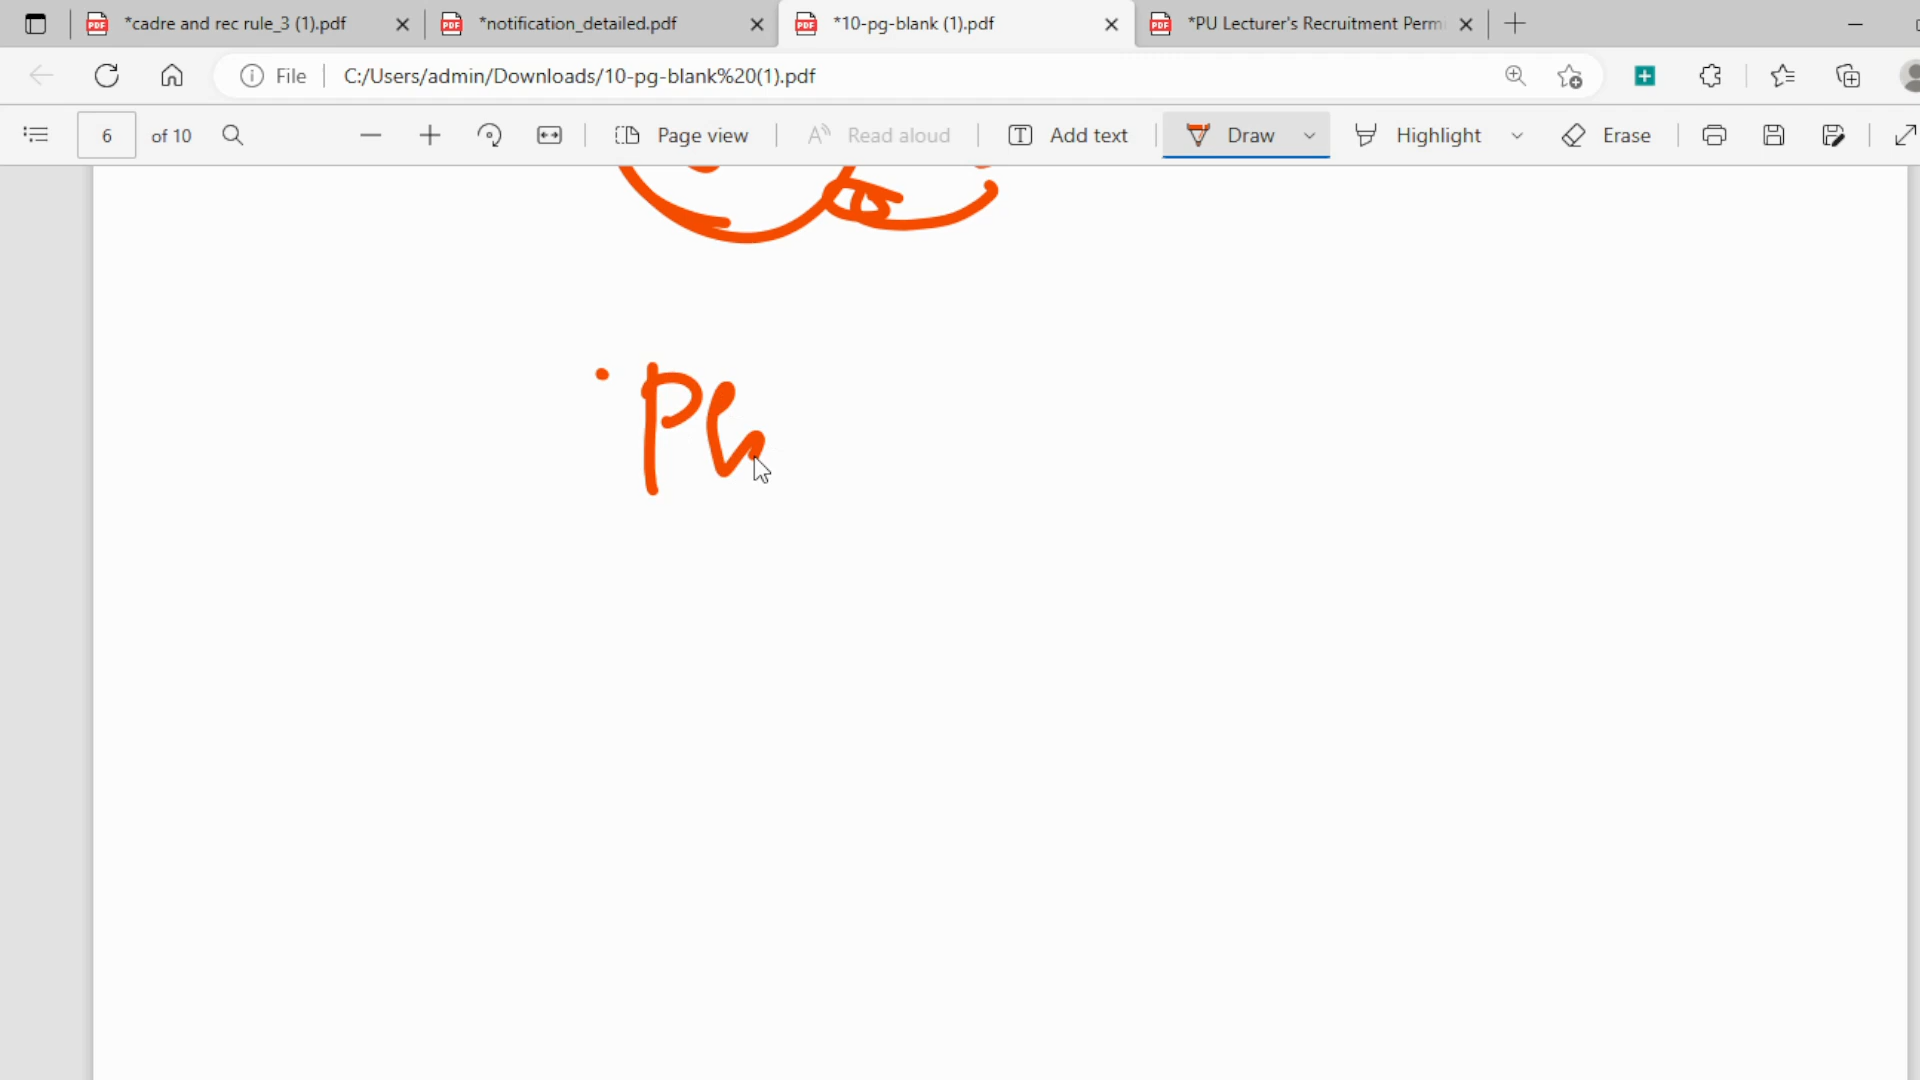 *cadre and rec rule_3 (1).pdf
*notification_detailed.pdf
*10-pg-blank (1).pdf
*PU Lecturer's Recruitment Perm
File
C:/Users/admin/Downloads/10-pg-blank%20(1).pdf
6 of 10
Page view
Read aloud
Add text
Draw
Highlight
Erase